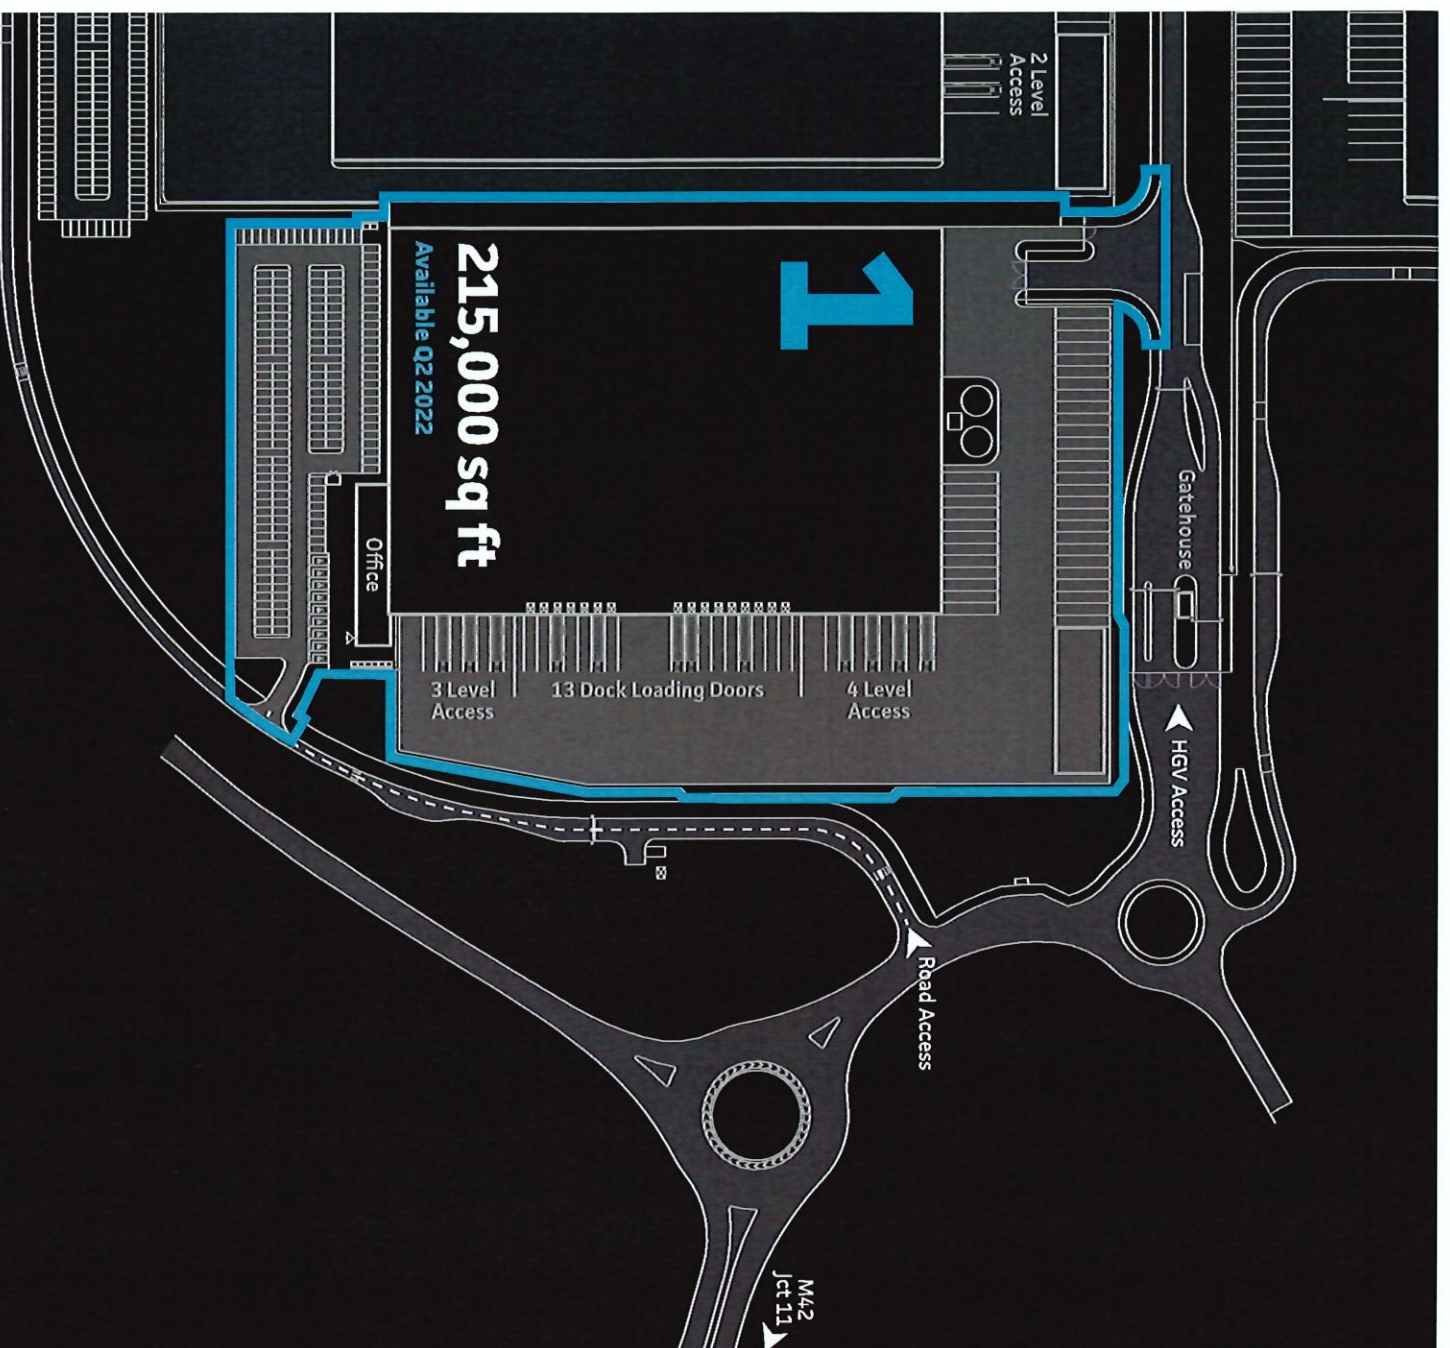 2 Level
Access
1
215,000 sq ft
Available Q2 2022
Office
Gatehouse
3 Level
Access
13 Dock Loading Doors
4 Level
Access
HGV Access
Road Access
M42
Jct 11